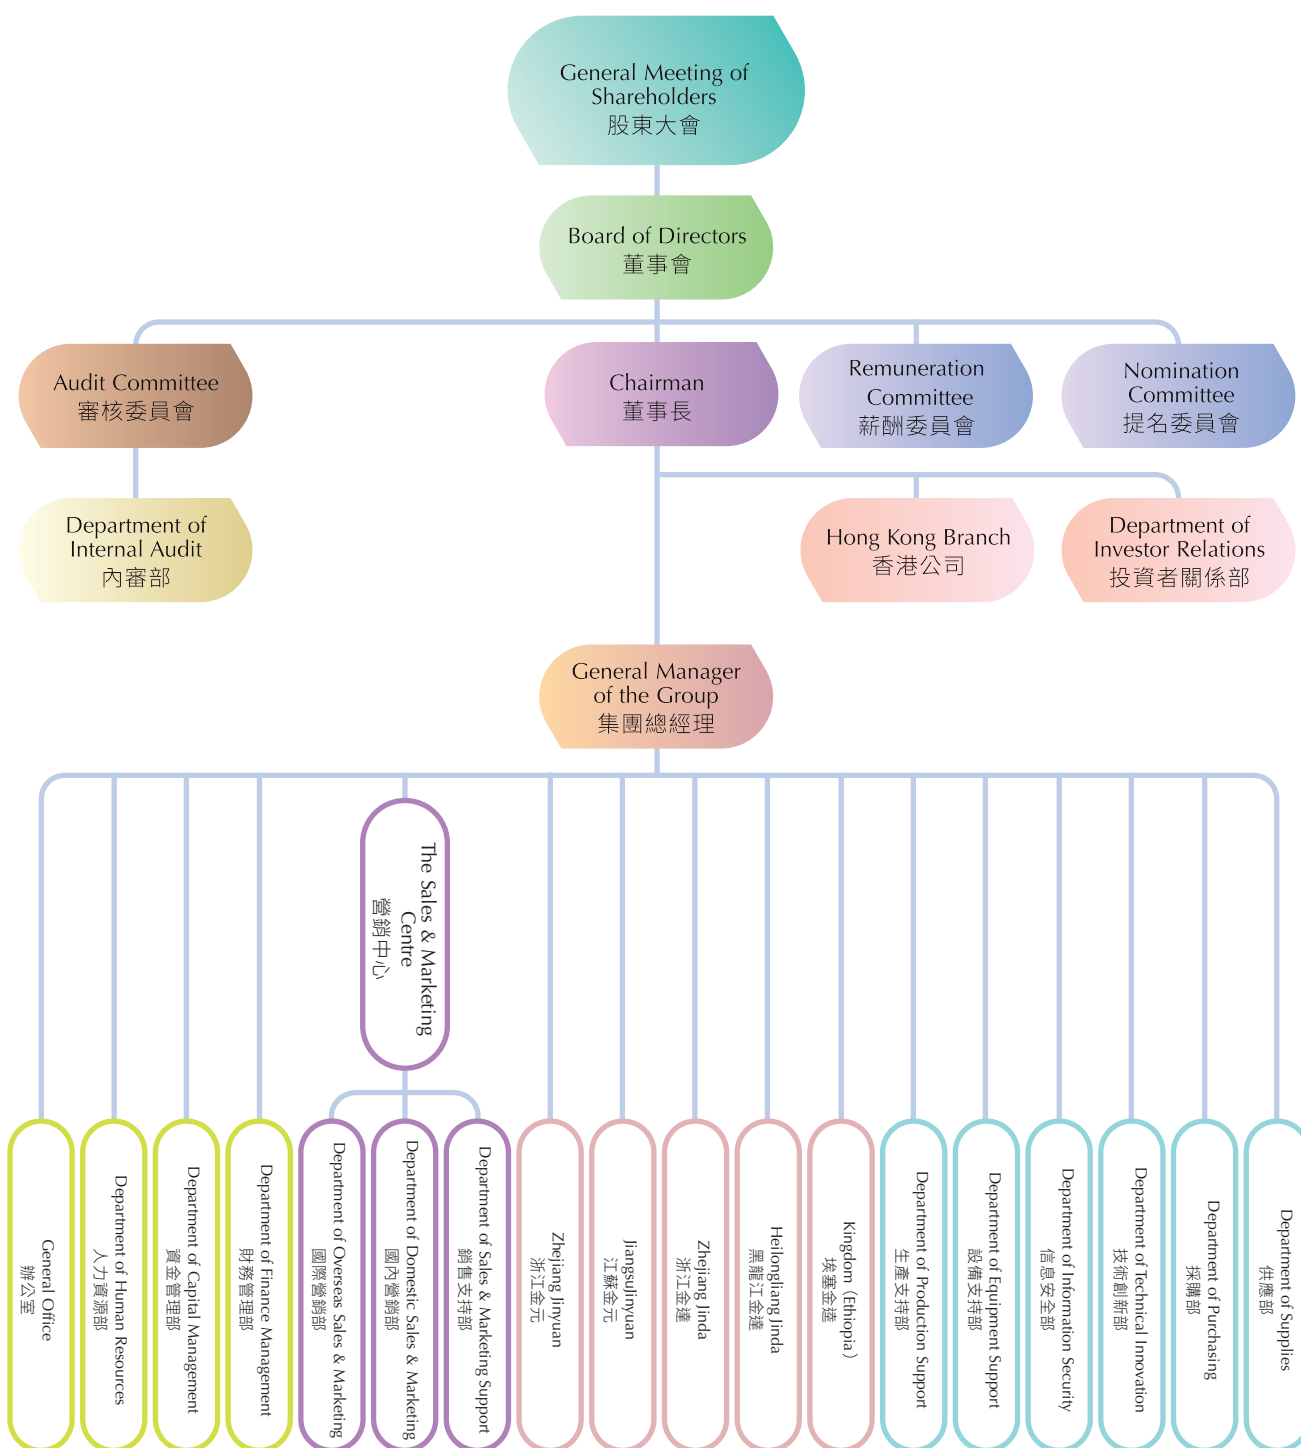 General Meeting of
Shareholders
股東大會
Board of Directors
董事會
Audit Committee
審核委員會
Chairman
董事長
Remuneration
Committee
薪酬委員會
Nomination
Committee
提名委員會
Department of
Internal Audit
內審部
Hong Kong Branch
香港公司
Department of
Investor Relations
投資者關係部
General Manager
of the Group
集團總經理
The Sales & Marketing
Centre
營銷中心
General Office
辦公室
Department of Human Resources
人力資源部
Department of Capital Management
資金管理部
Department of Finance Management
財務管理部
Department of Overseas Sales & Marketing
國際營銷部
Department of Domestic Sales & Marketing
國內營銷部
Department of Sales & Marketing Support
銷售支持部
Zhejiang Jinyuan
浙江金元
JiangsuJinyuan
江蘇金元
Zhejiang Jinda
浙江金達
Heilongliang Jinda
黑龍江金達
Kingdom (Ethiopia)
埃塞金達
Department of Production Support
生產支持部
Department of Equipment Support
設備支持部
Department of Information Security
信息安全部
Department of Technical Innovation
技術創新部
Department of Purchasing
採購部
Department of Supplies
供應部